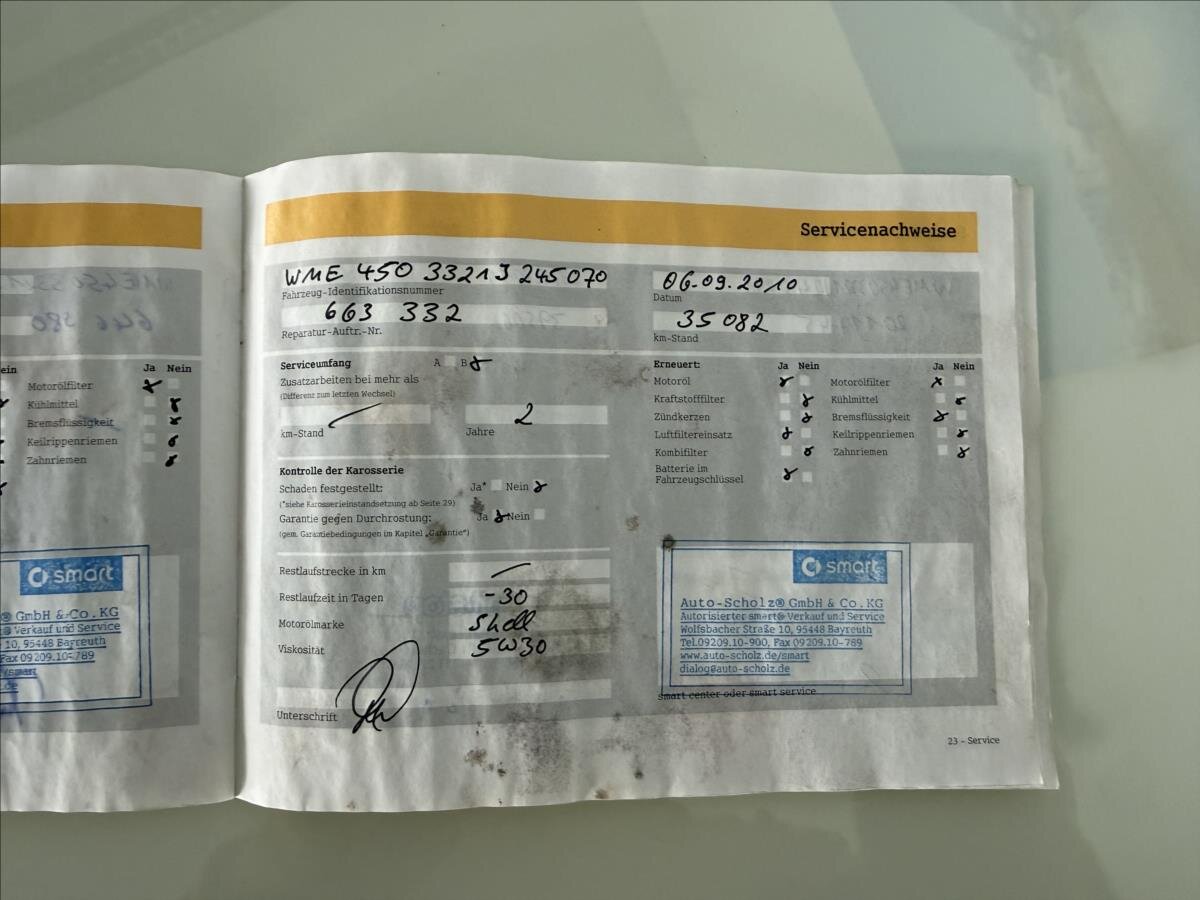 ein
Ja Nein
Motorölfilter
Kühlmittel
Bremsflüssigkeit
Keilrippenriemen
Zahnriemen
smart
® GmbH & Co.KG
® Verkauf und Service
10, 95448 Bayreuth
Fax 09209.10-789
/smart
.de
Servicenachweise
WME 450 3321J 245070
Fahrzeug-Identifikationsnummer
663 332
Reparatur-Auftr.-Nr.
06.09.2010
Datum
35082
km-Stand
Serviceumfang A B
Zusatzarbeiten bei mehr als
(Differenz zum letzten Wechsel)
km-Stand
2
Jahre
Kontrolle der Karosserie
Schaden festgestellt: Ja* Nein
(*siehe Karosserieinstandsetzung ab Seite 29)
Garantie gegen Durchrostung: Ja Nein
(gem. Garantiebedingungen im Kapitel „Garantie")
Restlaufstrecke in km
Restlaufzeit in Tagen -30
Motorölmarke Shell
Viskosität 5W30
Unterschrift
Erneuert: Ja Nein Ja Nein
Motoröl Motorölfilter
Kraftstofffilter Kühlmittel
Zündkerzen Bremsflüssigkeit
Luftfiltereinsatz Keilrippenriemen
Kombifilter Zahnriemen
Batterie im
Fahrzeugschlüssel
smart
Auto-Scholz® GmbH & Co.KG
Autorisierter smart® Verkauf und Service
Wolfsbacher Straße 10, 95448 Bayreuth
Tel.09209.10-900, Fax 09209.10-789
www.auto-scholz.de/smart
dialog@auto-scholz.de
smart center oder smart service
23 - Service